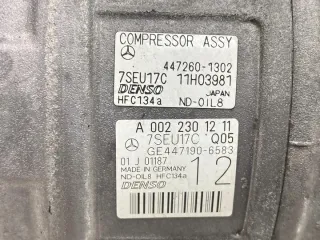 COMPRESSOR ASSY
447260-1302
7SEU17C 11H03981
DENSO JAPAN
HFC134a ND-OIL8
A 002 230 12 11
7SEU17C Q05
GE447190-6583
01 J 01187 12
MADE IN GERMANY
ND-OIL8 HFC134a
DENSO